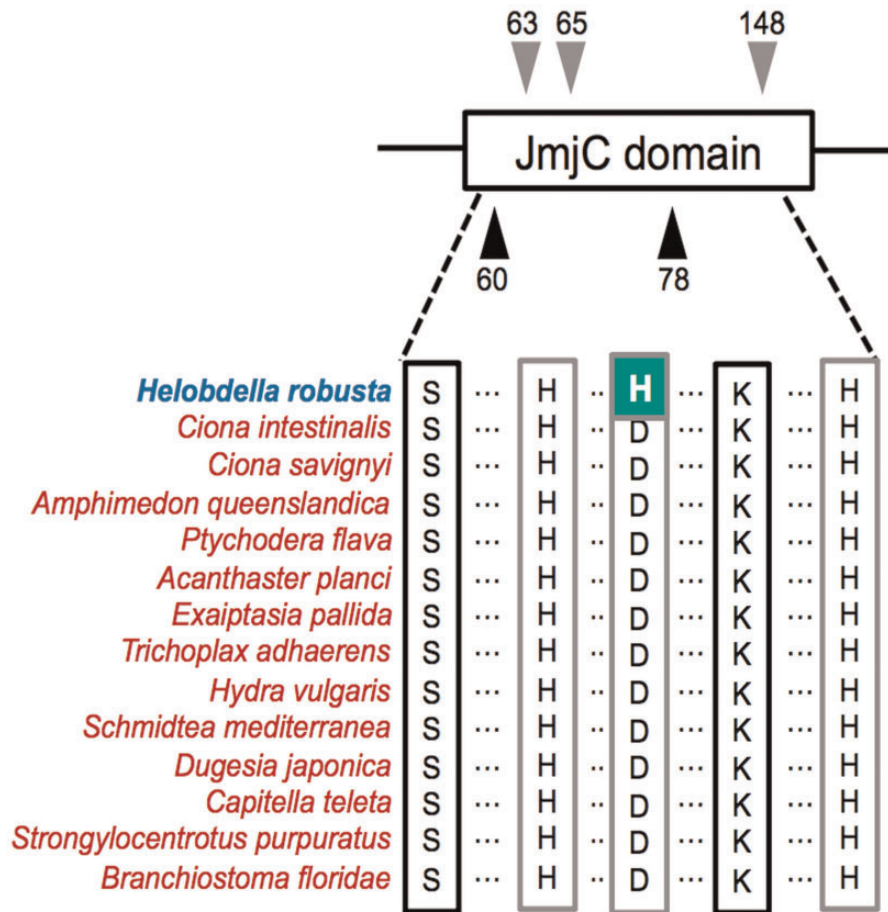 63 65 148
JmjC domain
60 78
Helobdella robusta S ... H .. H ... K ... H
Ciona intestinalis S ... H .. D ... K ... H
Ciona savignyi S ... H .. D ... K ... H
Amphimedon queenslandica S ... H .. D ... K ... H
Ptychodera flava S ... H .. D ... K ... H
Acanthaster planci S ... H .. D ... K ... H
Exaiptasia pallida S ... H .. D ... K ... H
Trichoplax adhaerens S ... H .. D ... K ... H
Hydra vulgaris S ... H .. D ... K ... H
Schmidtea mediterranea S ... H .. D ... K ... H
Dugesia japonica S ... H .. D ... K ... H
Capitella teleta S ... H .. D ... K ... H
Strongylocentrotus purpuratus S ... H .. D ... K ... H
Branchiostoma floridae S ... H .. D ... K ... H